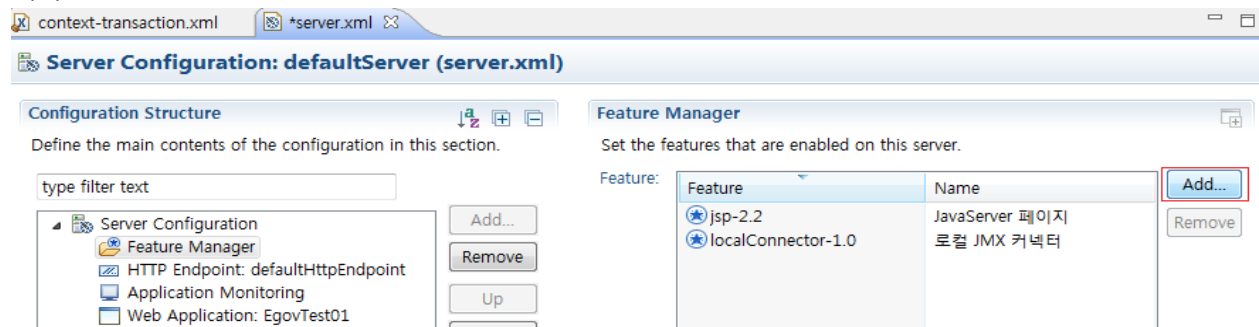 context-transaction.xml
*server.xml
Server Configuration: defaultServer (server.xml)
Configuration Structure
Define the main contents of the configuration in this section.
type filter text
Server Configuration
Feature Manager
HTTP Endpoint: defaultHttpEndpoint
Application Monitoring
Web Application: EgovTest01
Add...
Remove
Up
Feature Manager
Set the features that are enabled on this server.
Feature:
Feature Name
jsp-2.2 JavaServer 페이지
localConnector-1.0 로컬 JMX 커넥터
Add...
Remove